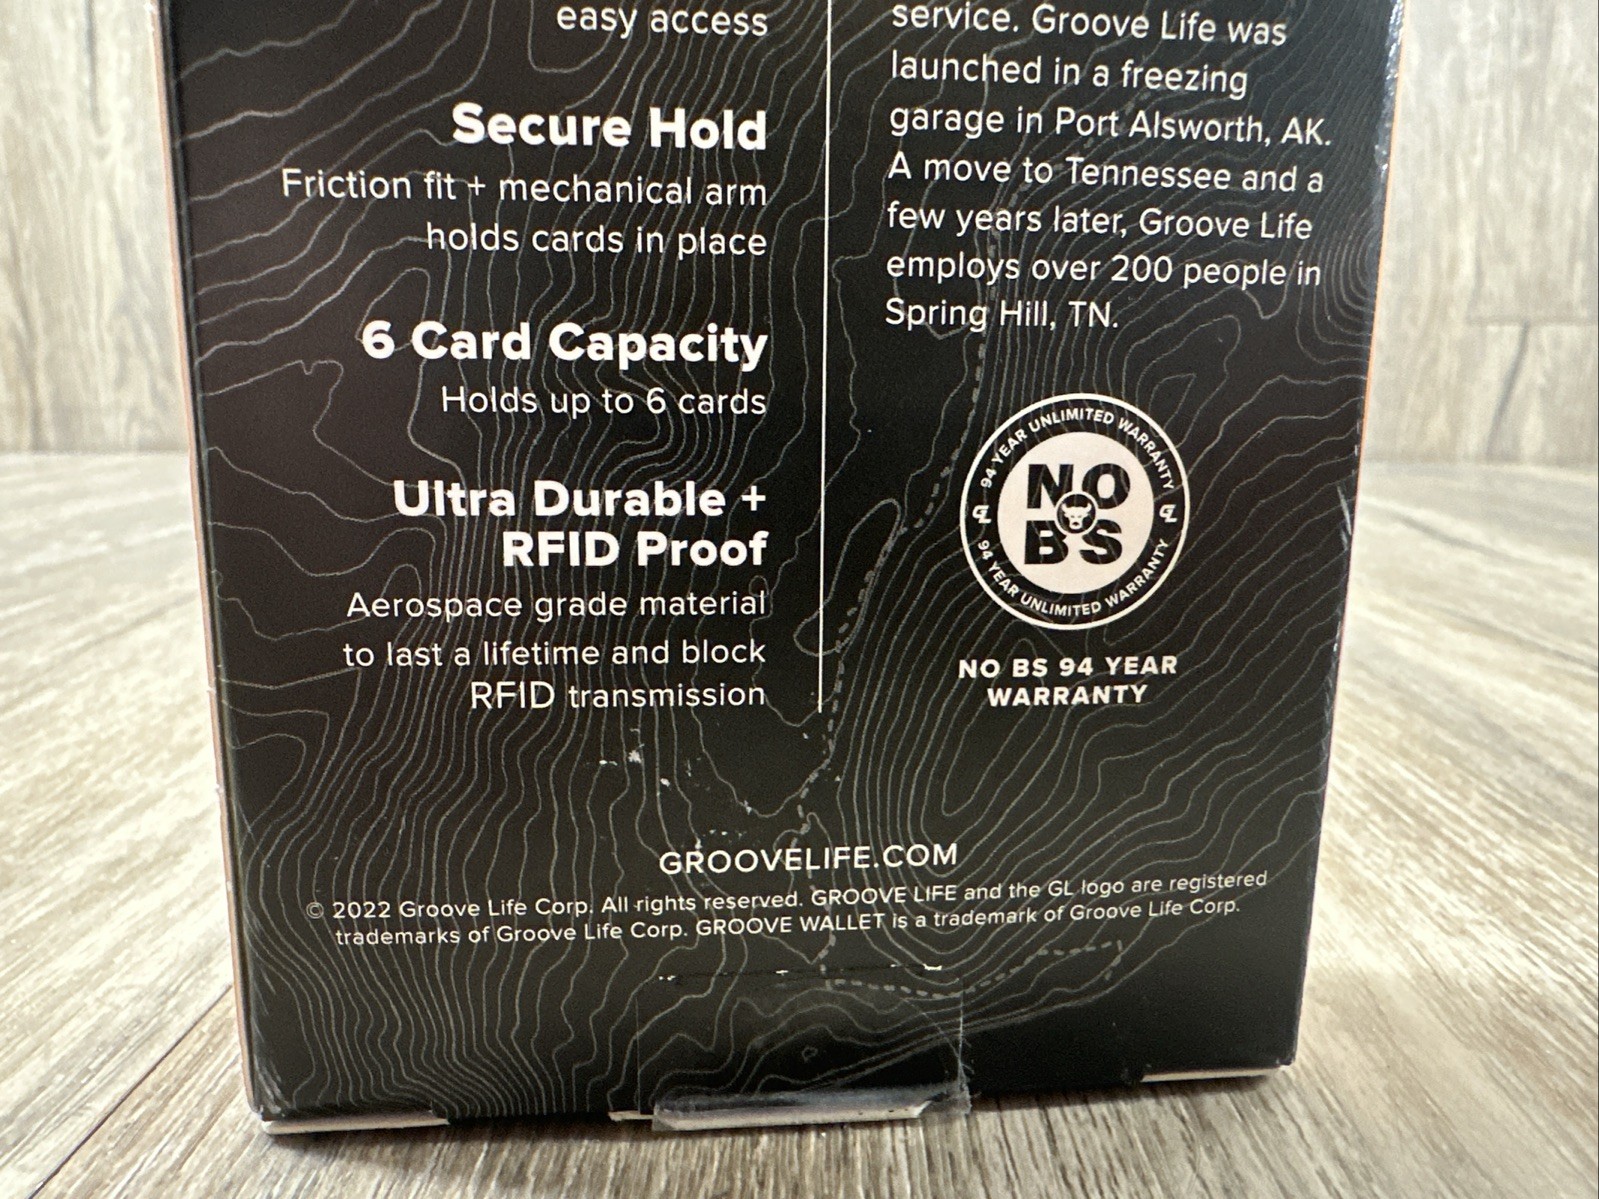 easy access
Secure Hold
Friction fit + mechanical arm
holds cards in place
6 Card Capacity
Holds up to 6 cards
Ultra Durable +
RFID Proof
Aerospace grade material
to last a lifetime and block
RFID transmission
service. Groove Life was
launched in a freezing
garage in Port Alsworth, AK.
A move to Tennessee and a
few years later, Groove Life
employs over 200 people in
Spring Hill, TN.
94 YEAR UNLIMITED WARRANTY
NO
BS
GL
GL
94 YEAR UNLIMITED WARRANTY
NO BS 94 YEAR
WARRANTY
GROOVELIFE.COM
© 2022 Groove Life Corp. All rights reserved. GROOVE LIFE and the GL logo are registered
trademarks of Groove Life Corp. GROOVE WALLET is a trademark of Groove Life Corp.